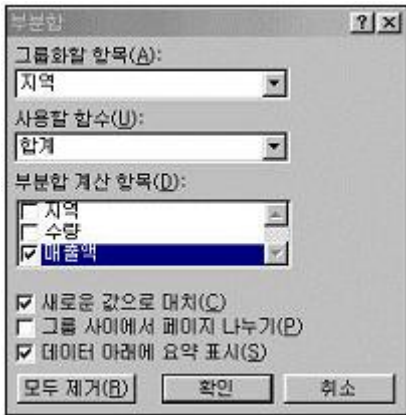 부분합
그룹화할 항목(A):
지역
사용할 함수(U):
합계
부분합 계산 항목(D):
지역
수량
매출액
새로운 값으로 대치(C)
그룹 사이에서 페이지 나누기(P)
데이터 아래에 요약 표시(S)
모두 제거(R) 확인 취소